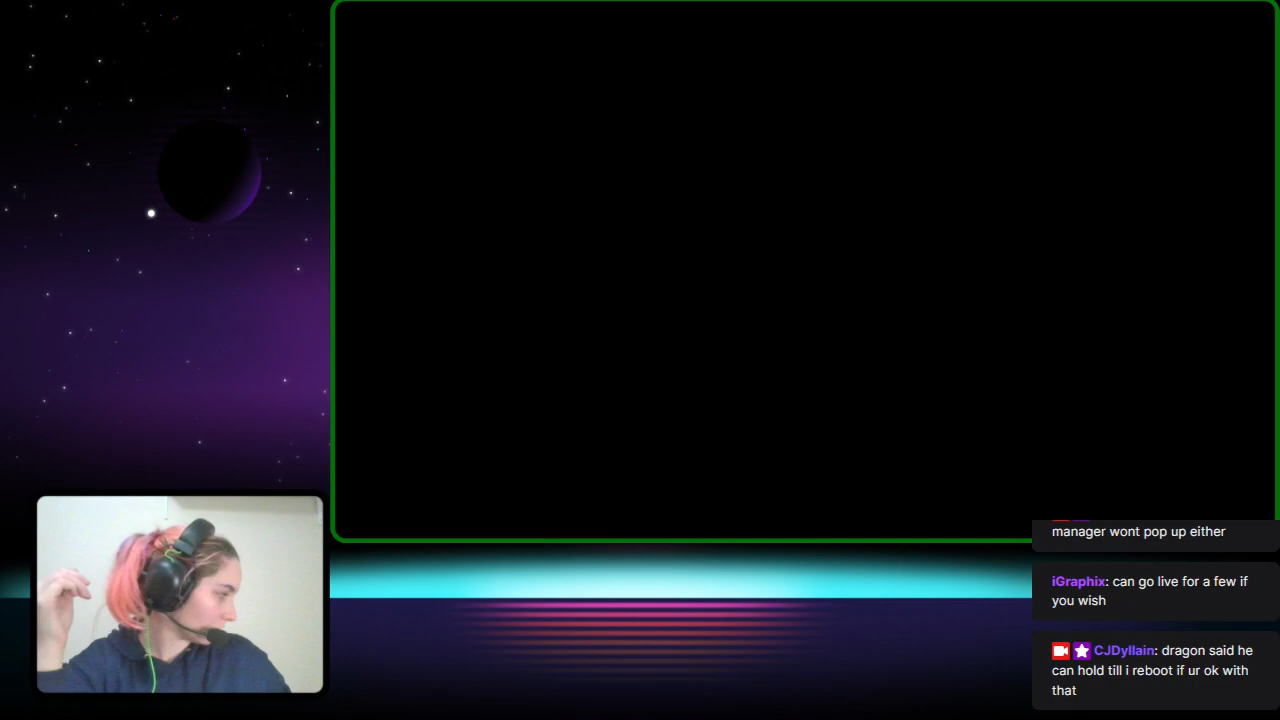 manager wont pop up either
iGraphix: can go live for a few if
you wish
CJDyllain: dragon said he
can hold till i reboot if ur ok with
that